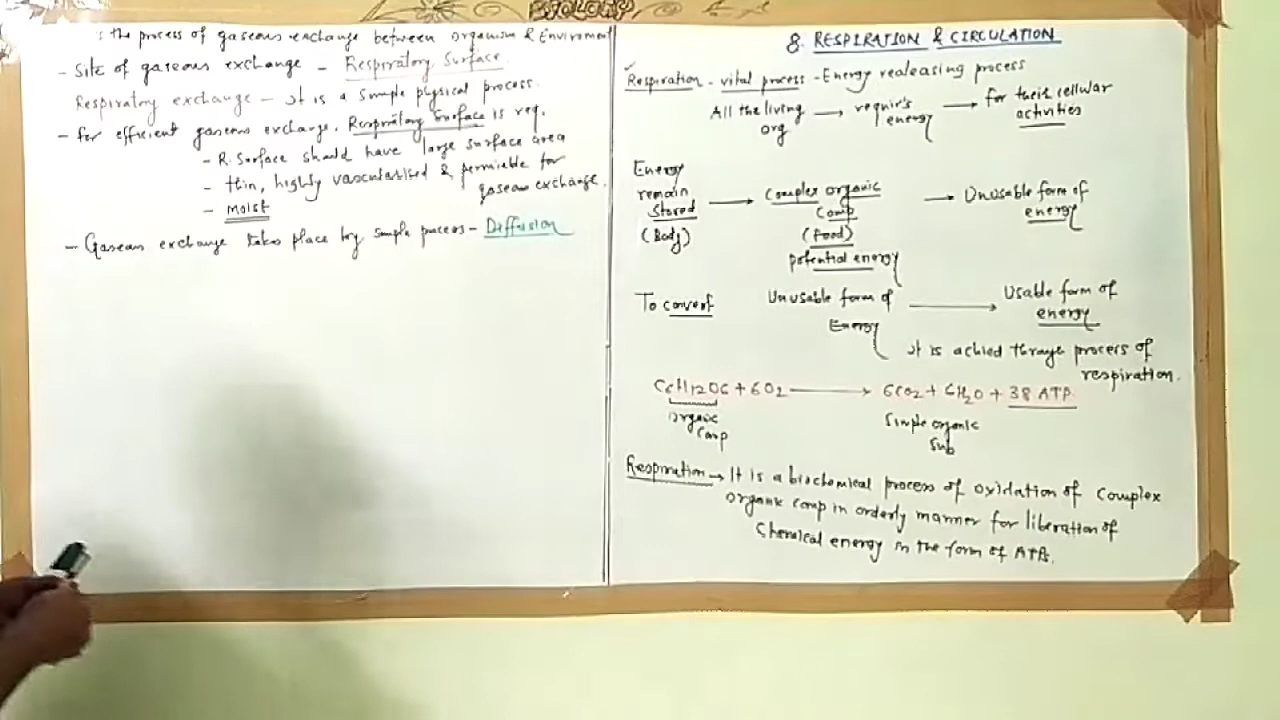 BIOLOGY
s the process of gaseous exchange between organism & Enviroment
- Site of gaseous exchange - Respiratory Surface.
Respiratory exchange - It is a simple physical process.
- for efficient gaseous exchange. Respiratory Surface is req.
- R. Surface should have large surface area
- thin, highly vascularised & permiable for
gaseous exchange.
- moist
- Gaseous exchange takes place by simple process - Diffusion
8. RESPIRATION & CIRCULATION
Respiration - vital process - Energy realeasing process
All the living org → requires energy → for their cellular activities
Energy remain Stored (Body) → Complex organic Comp (Food) potential energy → Unusable form of energy
To convert Unusable form of Energy → Usable form of energy
it is achied through process of
respiration.
C6H12O6 + 6O2 → 6CO2 + 6H2O + 38 ATP
organic comp
Simple organic sub
Respiration → It is a biochemical process of oxidation of complex
organic comp in orderly manner for liberation of
Chemical energy in the form of ATPs.